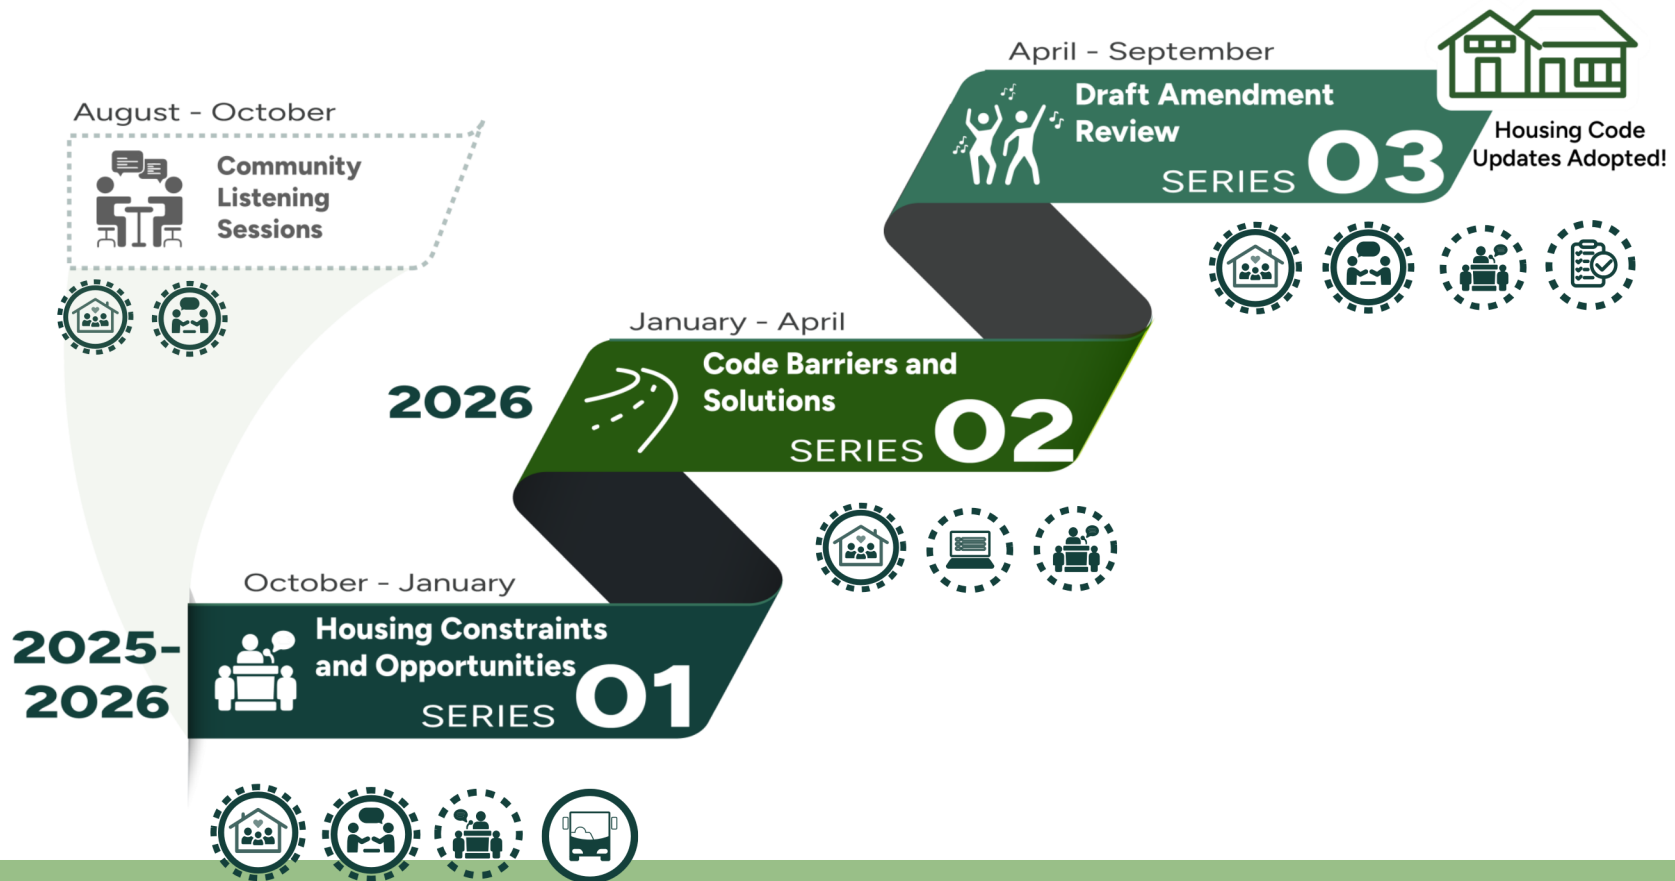 August - October
Community
Listening
Sessions
2025-
2026
October - January
Housing Constraints
and Opportunities
SERIES 01
2026
January - April
Code Barriers and
Solutions
SERIES 02
April - September
Draft Amendment
Review
SERIES 03
Housing Code
Updates Adopted!